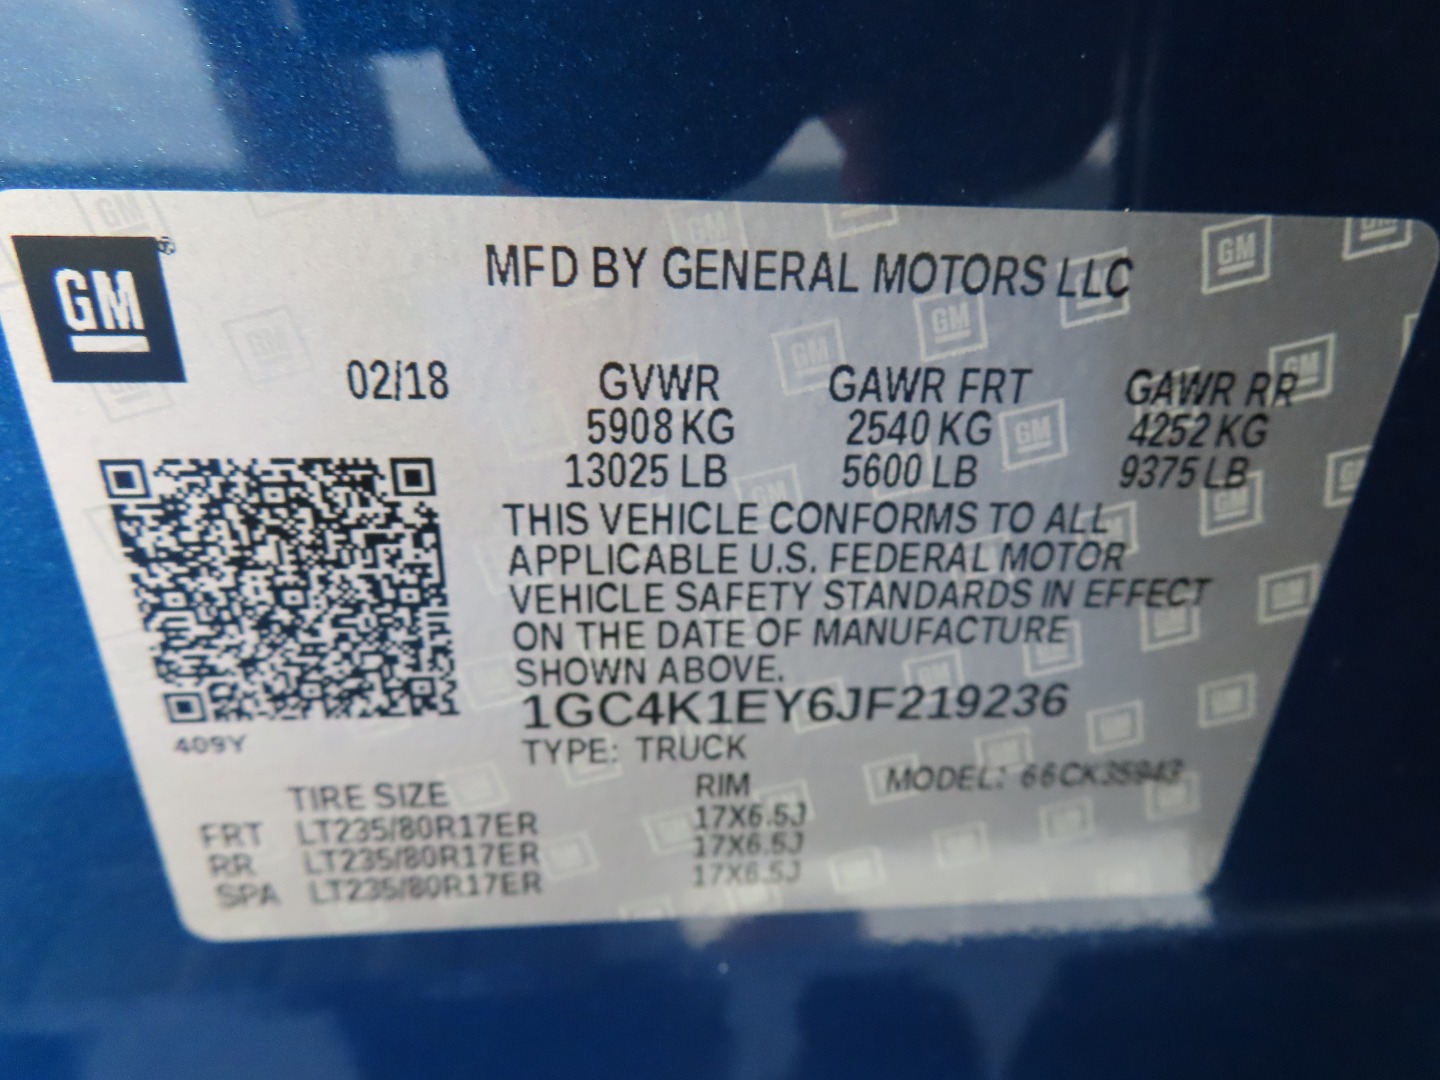 GM
MFD BY GENERAL MOTORS LLC
02/18 GVWR GAWR FRT GAWR RR
5908 KG 2540 KG 4252 KG
13025 LB 5600 LB 9375 LB
THIS VEHICLE CONFORMS TO ALL
APPLICABLE U.S. FEDERAL MOTOR
VEHICLE SAFETY STANDARDS IN EFFECT
ON THE DATE OF MANUFACTURE
SHOWN ABOVE.
1GC4K1EY6JF219236
409Y
TYPE: TRUCK
TIRE SIZE RIM MODEL: 66CK35943
FRT LT235/80R17ER 17X6.5J
RR LT235/80R17ER 17X6.5J
SPA LT235/80R17ER 17X6.5J